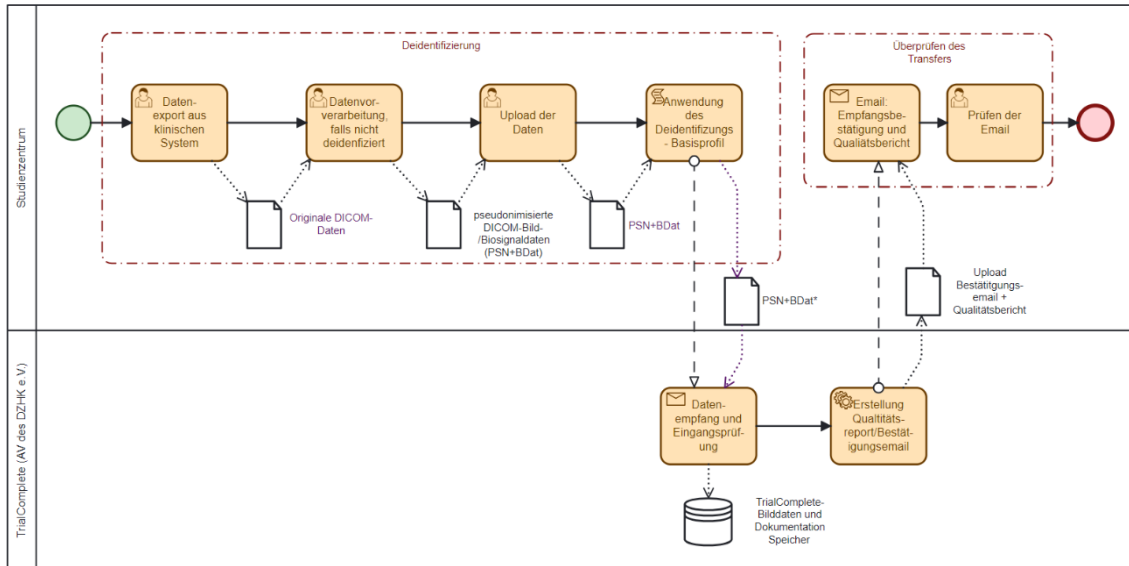 Studienzentrum
Deidentifizierung
Daten-
export aus
klinischen
System
Datenvor-
verarbeitung,
falls nicht
deidenfiziert
Upload der
Daten
Anwendung
des
Deidentifizungs
- Basisprofil
Originale DICOM-
Daten
pseudonimisierte
DICOM-Bild-
/Biosignaldaten
(PSN+BDat)
PSN+BDat
PSN+BDat*
Überprüfen des
Transfers
Email:
Empfangsbe-
stätigung und
Qualiätsbericht
Prüfen der
Email
Upload
Bestätitgungs-
email +
Qualitätsbericht
TrialComplete (AV des DZHK e.V.)
Daten-
empfang und
Eingangsprüf-
ung
Erstellung
Qualtitäts-
report/Bestät-
igungsemail
TrialComplete-
Bilddaten und
Dokumentation
Speicher